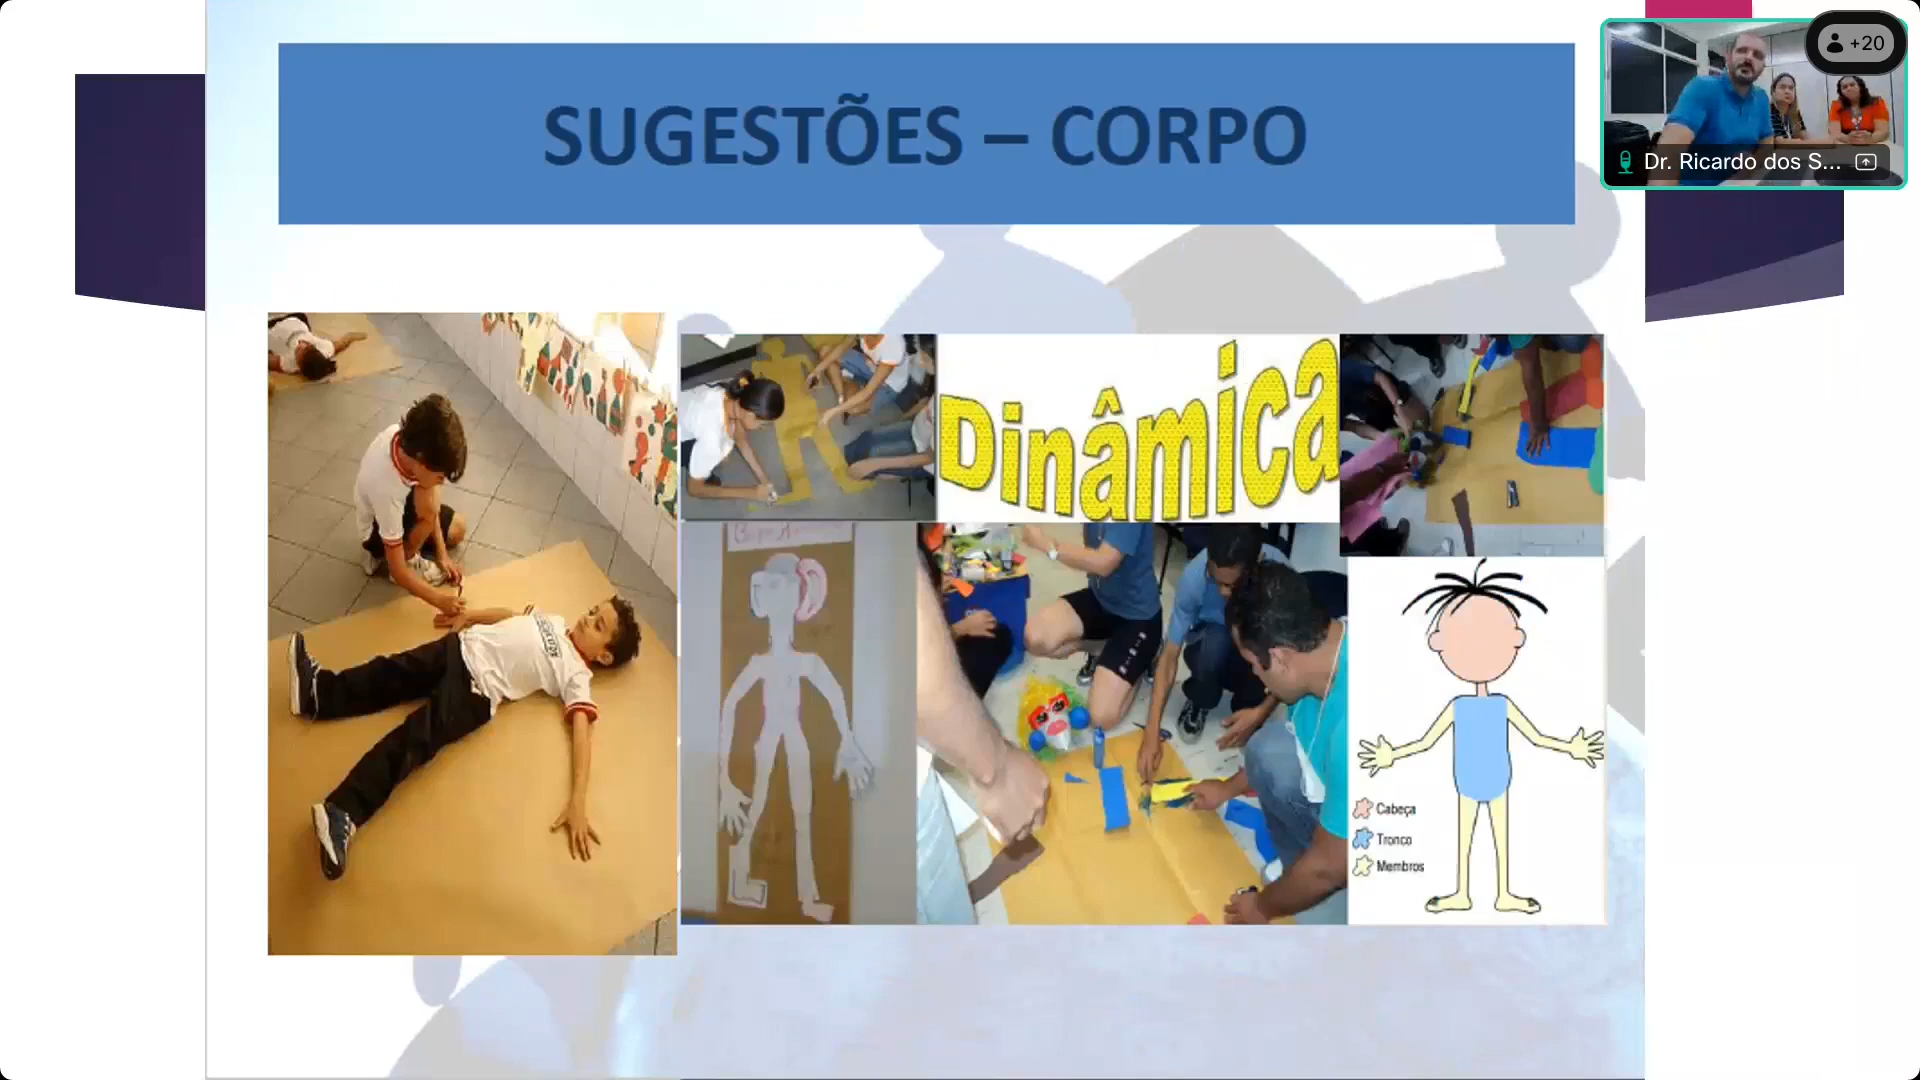 SUGESTÕES – CORPO
+20
Dr. Ricardo dos S...
Dinâmica
Cabeça
Tronco
Membros